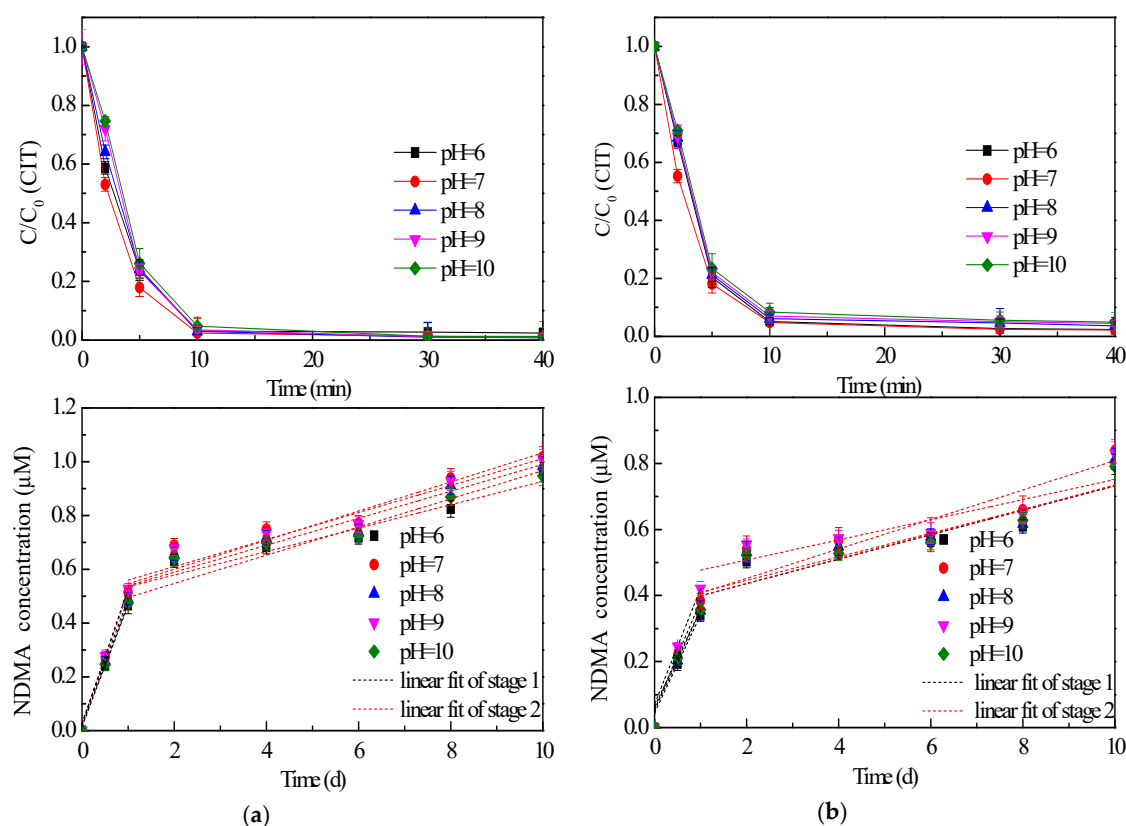 1.0
0.8
0.6
0.4
0.2
0.0
C/C₀ (CIT)
pH=6
pH=7
pH=8
pH=9
pH=10
0 10 20 30 40
Time (min)
1.0
0.8
0.6
0.4
0.2
0.0
C/C₀ (CIT)
pH=6
pH=7
pH=8
pH=9
pH=10
0 10 20 30 40
Time (min)
1.2
1.0
0.8
0.6
0.4
0.2
0.0
NDMA concentration (μM)
pH=6
pH=7
pH=8
pH=9
pH=10
linear fit of stage 1
linear fit of stage 2
0 2 4 6 8 10
Time (d)
(a)
1.0
0.8
0.6
0.4
0.2
0.0
NDMA concentration (μM)
pH=6
pH=7
pH=8
pH=9
pH=10
linear fit of stage 1
linear fit of stage 2
0 2 4 6 8 10
Time (d)
(b)